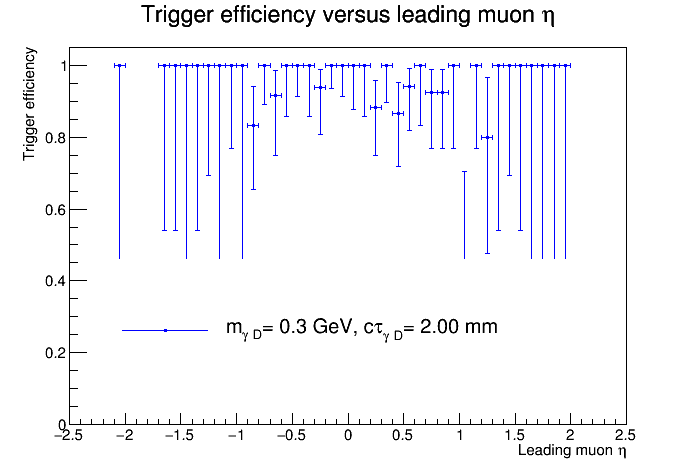 Trigger efficiency versus leading muon η
Trigger efficiency
1
0.8
0.6
0.4
0.2
0
m_γ D= 0.3 GeV, cτ_γ D= 2.00 mm
−2.5 −2 −1.5 −1 −0.5 0 0.5 1 1.5 2 2.5
Leading muon η